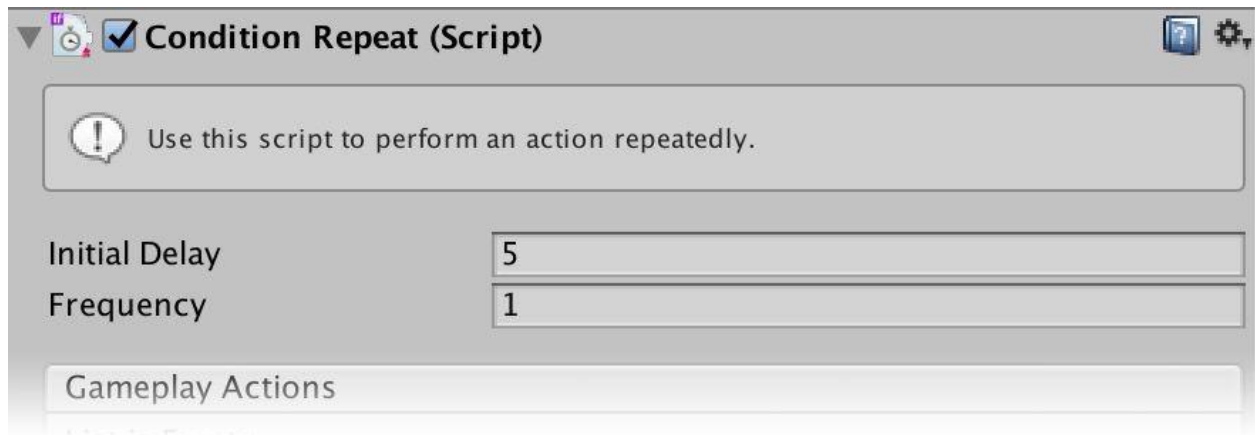 Condition Repeat (Script)
Use this script to perform an action repeatedly.
Initial Delay 5
Frequency 1
Gameplay Actions